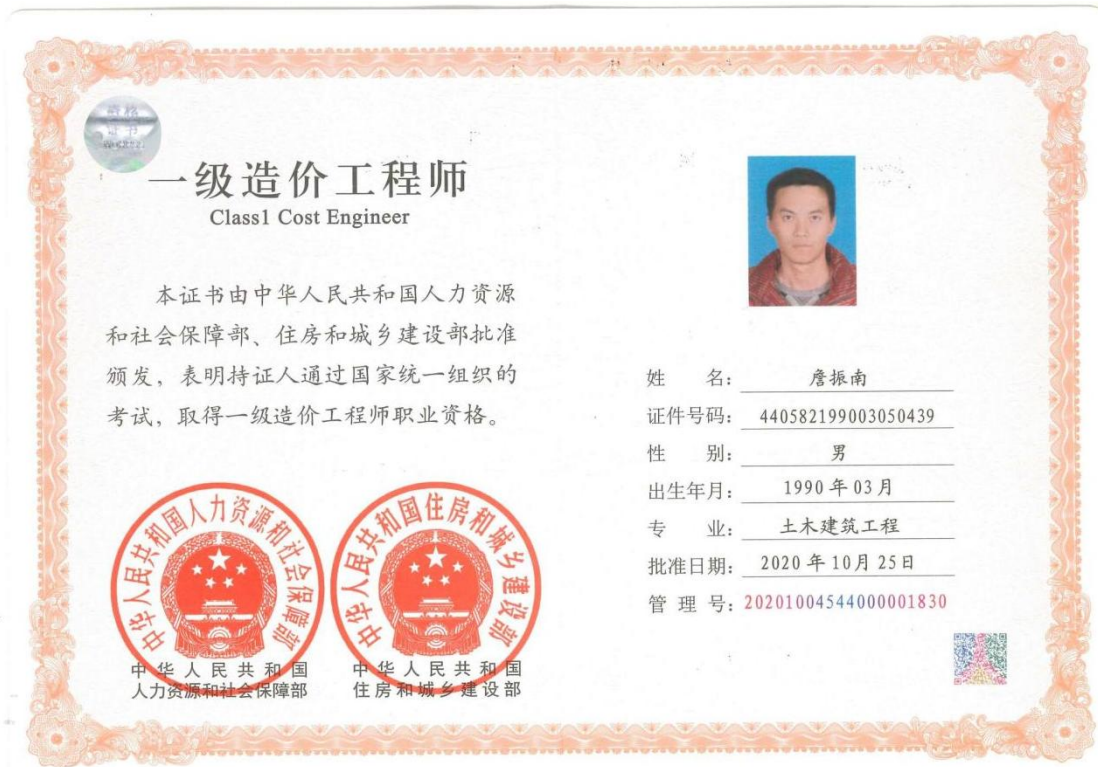 资格
证书
一级造价工程师
Class1 Cost Engineer
本证书由中华人民共和国人力资源
和社会保障部、住房和城乡建设部批准
颁发，表明持证人通过国家统一组织的
考试，取得一级造价工程师职业资格。
中华人民共和国人力资源和社会保障部
中华人民共和国
人力资源和社会保障部
中华人民共和国住房和城乡建设部
中华人民共和国
住房和城乡建设部
姓 名： 詹振南
证件号码： 440582199003050439
性 别： 男
出生年月： 1990年03月
专 业： 土木建筑工程
批准日期： 2020年10月25日
管 理 号： 20201004544000001830